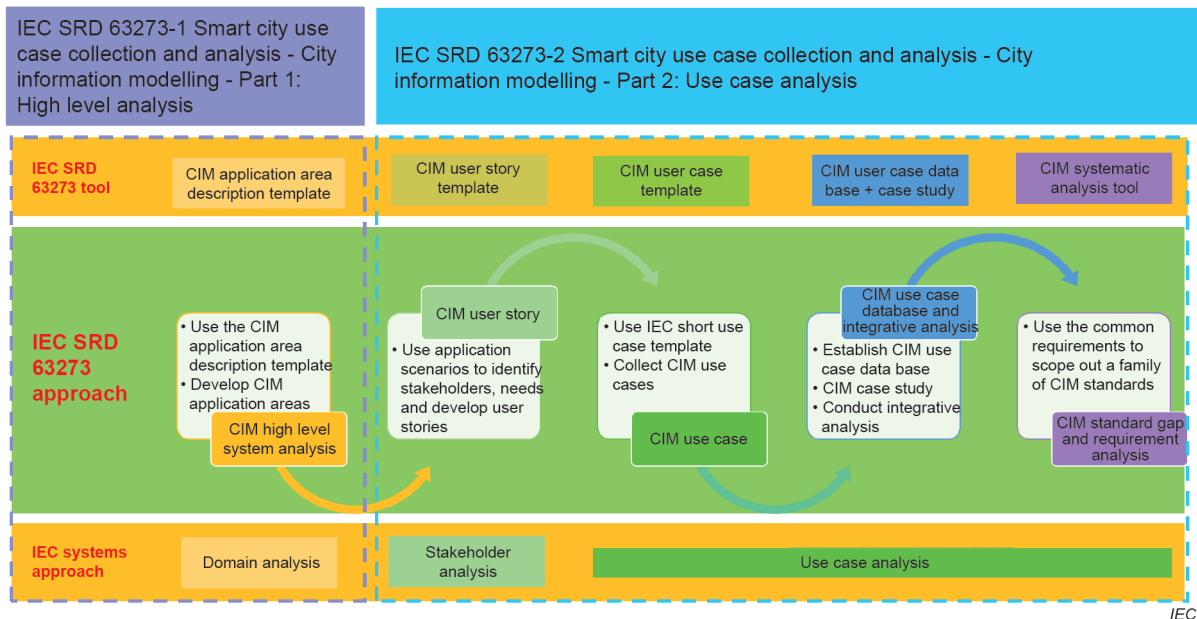 IEC SRD 63273-1 Smart city use
case collection and analysis - City
information modelling - Part 1:
High level analysis
IEC SRD 63273-2 Smart city use case collection and analysis - City
information modelling - Part 2: Use case analysis
IEC SRD
63273 tool
CIM application area
description template
CIM user story
template
CIM user case
template
CIM user case data
base + case study
CIM systematic
analysis tool
IEC SRD
63273
approach
• Use the CIM
application area
description template
• Develop CIM
application areas
CIM high level
system analysis
CIM user story
• Use application
scenarios to identify
stakeholders, needs
and develop user
stories
• Use IEC short use
case template
• Collect CIM use
cases
CIM use case
CIM use case
database and
integrative analysis
• Establish CIM use
case data base
• CIM case study
• Conduct integrative
analysis
• Use the common
requirements to
scope out a family
of CIM standards
CIM standard gap
and requirement
analysis
IEC systems
approach
Domain analysis
Stakeholder
analysis
Use case analysis
IEC